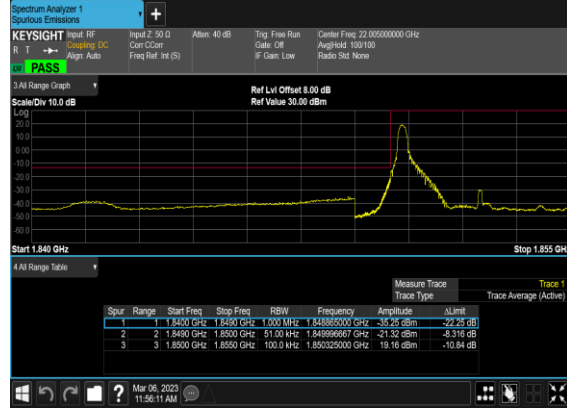 Spectrum Analyzer 1
Spurious Emissions
KEYSIGHT Input: RF Input Z: 50 Ω Atten: 40 dB Trig: Free Run Center Freq: 22.005000000 GHz
R T Coupling: DC Corr CCorr Gate: Off Avg|Hold: 100/100
Align: Auto Freq Ref: Int (S) IF Gain: Low Radio Std: None
LW PASS
3 All Range Graph
Ref Lvl Offset 8.00 dB
Scale/Div 10.0 dB Ref Value 30.00 dBm
Log
20.0
10.0
0.00
-10.0
-20.0
-30.0
-40.0
-50.0
-60.0
Start 1.840 GHz Stop 1.855 GHz
4 All Range Table
Measure Trace Trace 1
Trace Type Trace Average (Active)
Spur Range Start Freq Stop Freq RBW Frequency Amplitude ΔLimit
1 1 1.8400 GHz 1.8490 GHz 1.000 MHz 1.848865000 GHz -35.25 dBm -22.25 dB
2 2 1.8490 GHz 1.8500 GHz 51.00 kHz 1.849996667 GHz -21.32 dBm -8.316 dB
3 3 1.8500 GHz 1.8550 GHz 100.0 kHz 1.850325000 GHz 19.16 dBm -10.84 dB
? Mar 06, 2023
11:56:11 AM